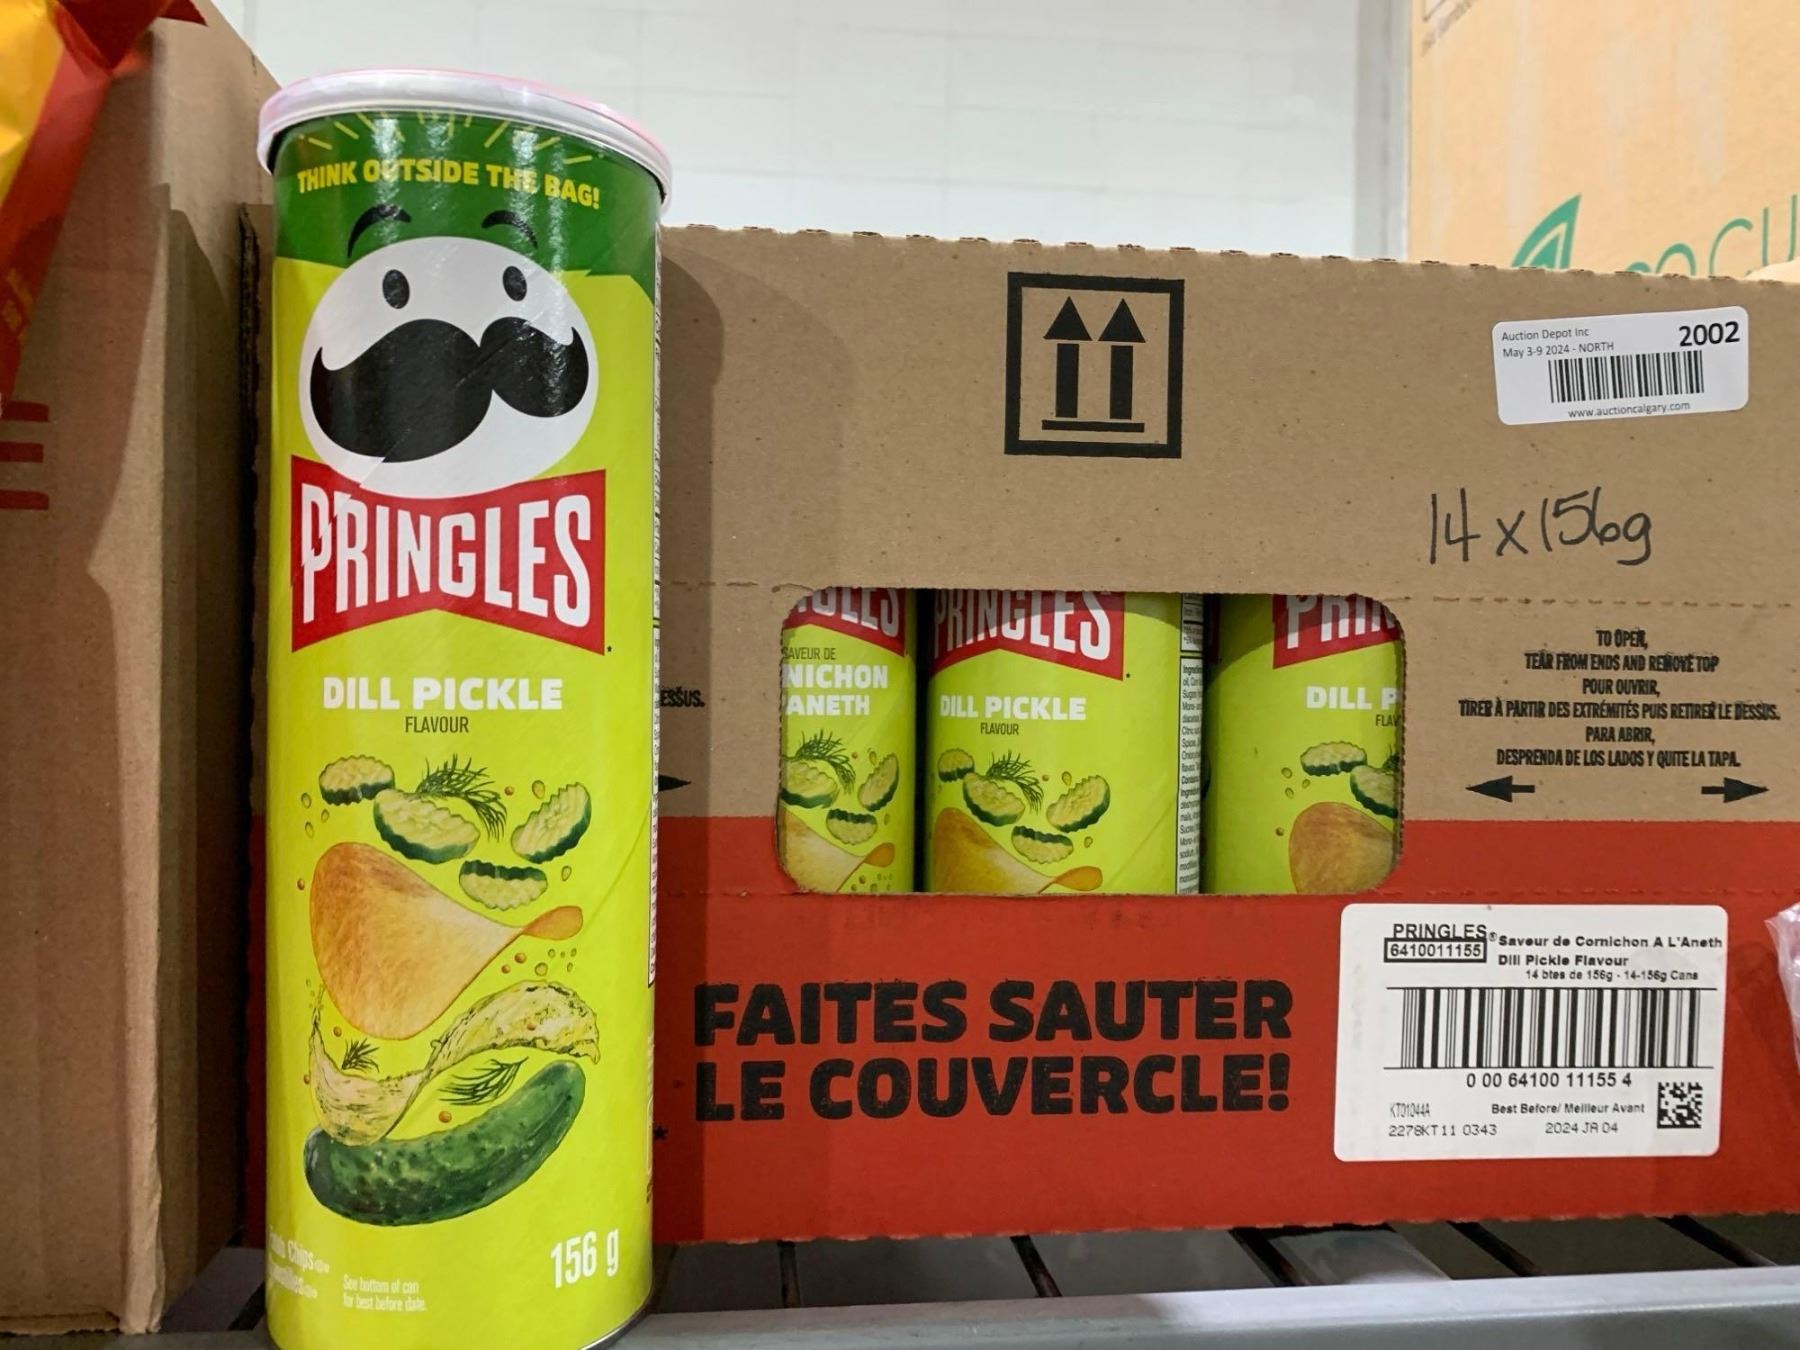 THINK OUTSIDE THE BAG!
PRINGLES
DILL PICKLE
FLAVOUR
Chips
See bottom of can
for best before date.
156 g
Auction Depot Inc
May 3-9 2024 - NORTH
2002
www.auctioncalgary.com
14 x 156g
PRINGLES
SAVEUR DE
NICHON
ANETH
DILL PICKLE
FLAVOUR
DILL P
FLAV
ESSUS.
TO OPEN,
TEAR FROM ENDS AND REMOVE TOP
POUR OUVRIR,
TIRER À PARTIR DES EXTRÉMITÉS PUIS RETIRER LE DESSUS.
PARA ABRIR,
DESPRENDA DE LOS LADOS Y QUITE LA TAPA.
FAITES SAUTER
LE COUVERCLE!
PRINGLES® Saveur de Cornichon A L'Aneth
6410011155 Dill Pickle Flavour
14 btes de 156g - 14-156g Cans
0 00 64100 11155 4
KT01044A Best Before/ Meilleur Avant
2278KT11 0343 2024 JA 04